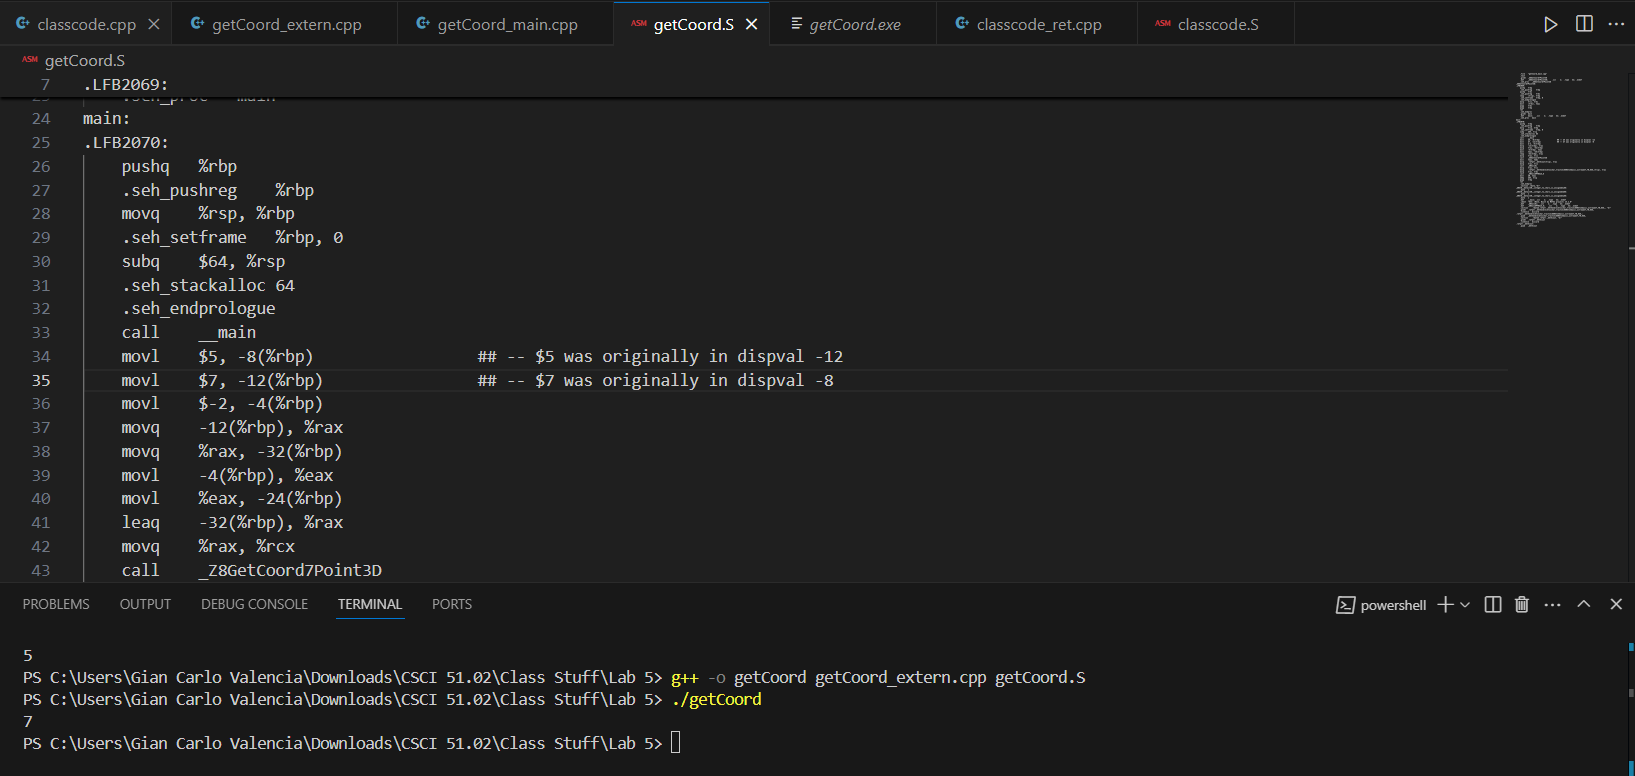 classcode.cpp getCoord_extern.cpp getCoord_main.cpp ASM getCoord.S getCoord.exe classcode_ret.cpp ASM classcode.S
ASM getCoord.S
7 .LFB2069:
.seh_proc main
24 main:
25 .LFB2070:
26 pushq %rbp
27 .seh_pushreg %rbp
28 movq %rsp, %rbp
29 .seh_setframe %rbp, 0
30 subq $64, %rsp
31 .seh_stackalloc 64
32 .seh_endprologue
33 call __main
34 movl $5, -8(%rbp) ## -- $5 was originally in dispval -12
35 movl $7, -12(%rbp) ## -- $7 was originally in dispval -8
36 movl $-2, -4(%rbp)
37 movq -12(%rbp), %rax
38 movq %rax, -32(%rbp)
39 movl -4(%rbp), %eax
40 movl %eax, -24(%rbp)
41 leaq -32(%rbp), %rax
42 movq %rax, %rcx
43 call _Z8GetCoord7Point3D
PROBLEMS OUTPUT DEBUG CONSOLE TERMINAL PORTS powershell
5
PS C:\Users\Gian Carlo Valencia\Downloads\CSCI 51.02\Class Stuff\Lab 5> g++ -o getCoord getCoord_extern.cpp getCoord.S
PS C:\Users\Gian Carlo Valencia\Downloads\CSCI 51.02\Class Stuff\Lab 5> ./getCoord
7
PS C:\Users\Gian Carlo Valencia\Downloads\CSCI 51.02\Class Stuff\Lab 5>